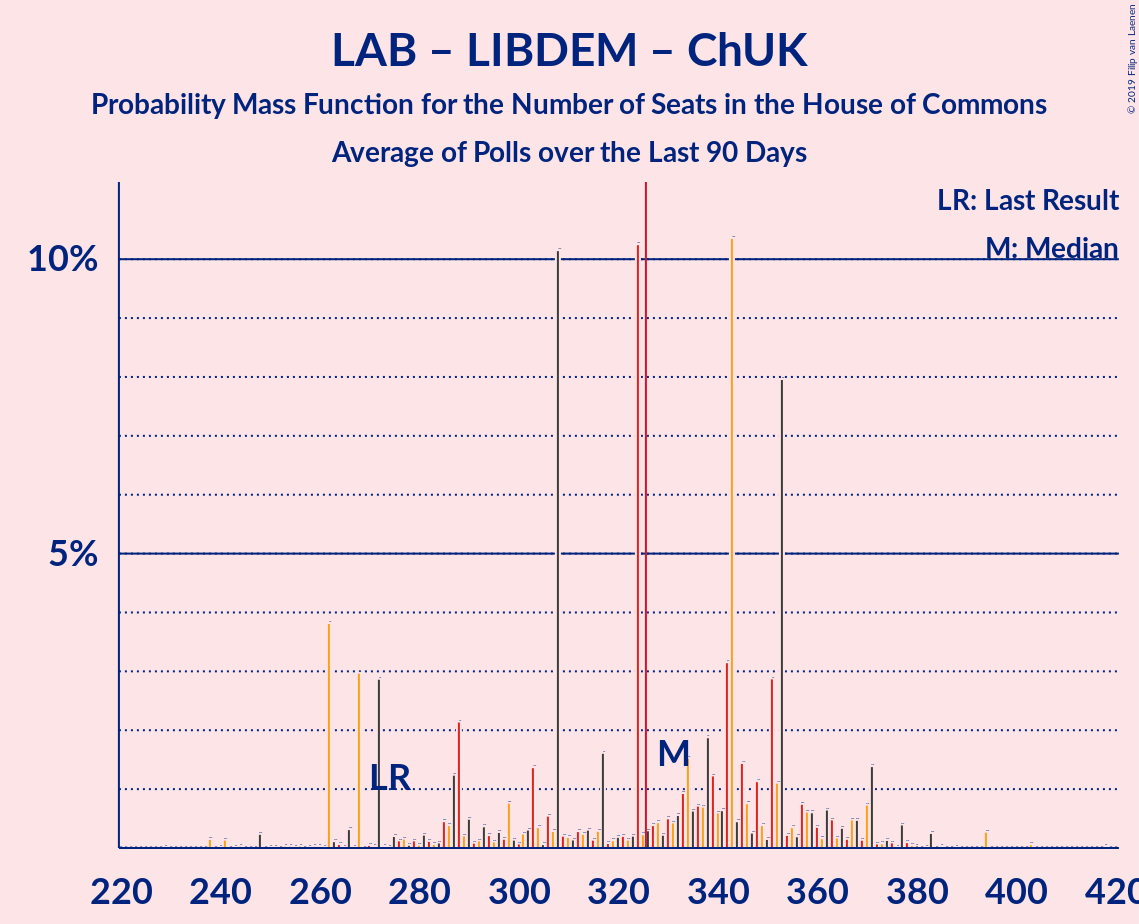 LAB – LIBDEM – ChUK
Probability Mass Function for the Number of Seats in the House of Commons
Average of Polls over the Last 90 Days
© 2019 Filip van Laenen
LR: Last Result
M: Median
10%
5%
LR
M
220 240 260 280 300 320 340 360 380 400 420